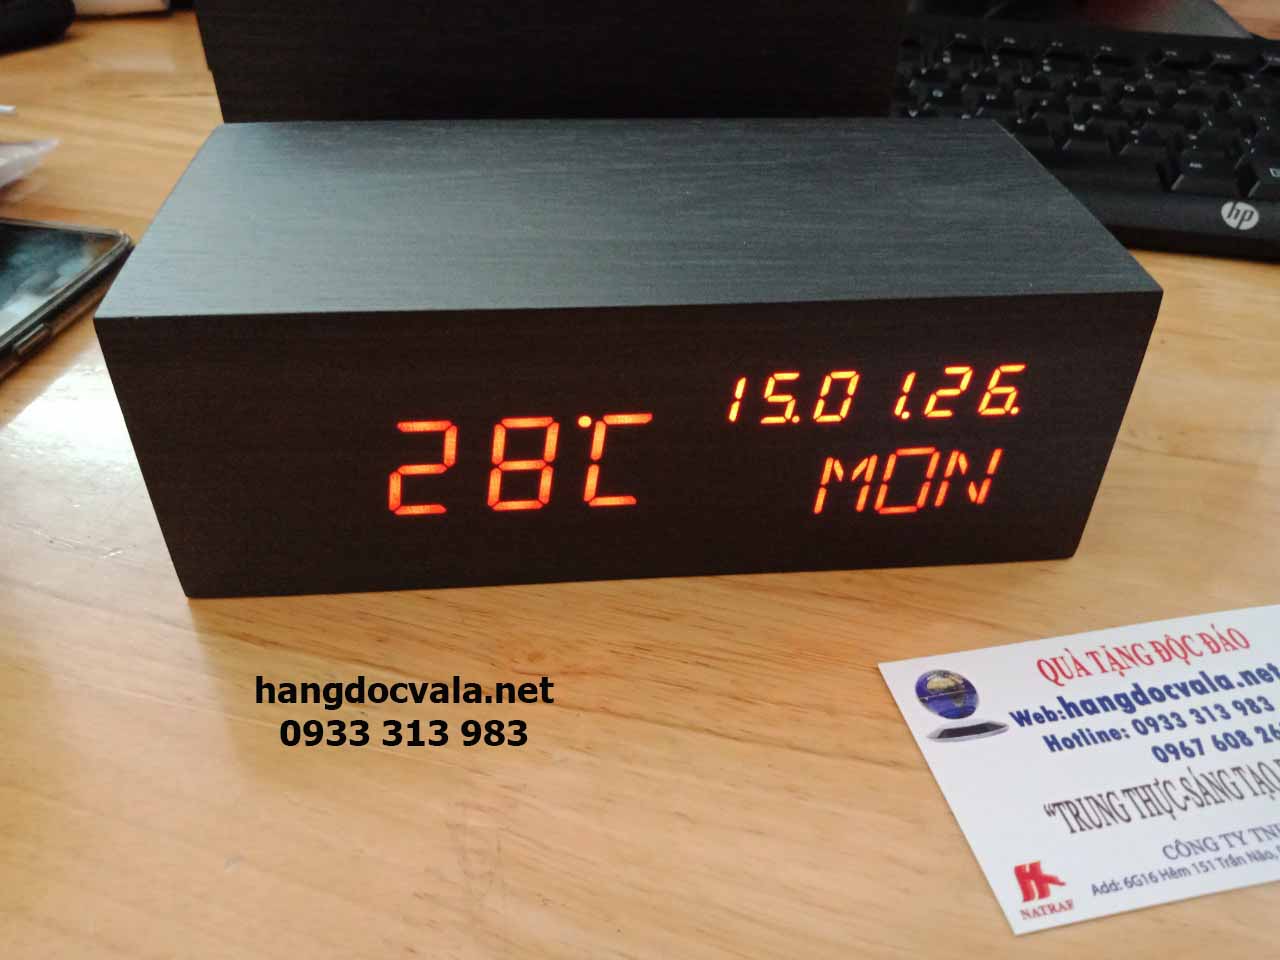 15.01.26.
28°C
MON
hp
hangdocvala.net
0933 313 983
QUÀ TẶNG ĐỘC ĐÁO
Web:hangdocvala.net
Hotline: 0933 313 983
0967 608 26
“TRUNG THỰC-SÁNG TẠO
CÔNG TY TNH
Add: 6G16 Hẻm 151 Trần Não,
NATRAF